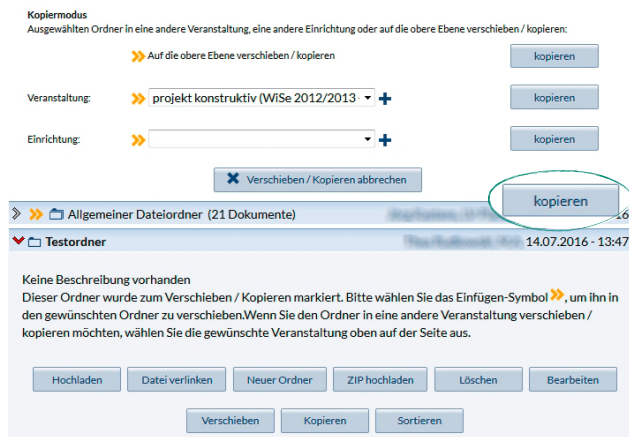 Kopiermodus
Ausgewählten Ordner in eine andere Veranstaltung, eine andere Einrichtung oder auf die obere Ebene verschieben / kopieren:
Auf die obere Ebene verschieben / kopieren kopieren
Veranstaltung: projekt konstruktiv (WiSe 2012/2013 - kopieren
Einrichtung: kopieren
Verschieben / Kopieren abbrechen
kopieren
Allgemeiner Dateiordner (21 Dokumente) 16
Testordner 14.07.2016 - 13:47
Keine Beschreibung vorhanden
Dieser Ordner wurde zum Verschieben / Kopieren markiert. Bitte wählen Sie das Einfügen-Symbol , um ihn in
den gewünschten Ordner zu verschieben.Wenn Sie den Ordner in eine andere Veranstaltung verschieben /
kopieren möchten, wählen Sie die gewünschte Veranstaltung oben auf der Seite aus.
Hochladen Datei verlinken Neuer Ordner ZIP hochladen Löschen Bearbeiten
Verschieben Kopieren Sortieren